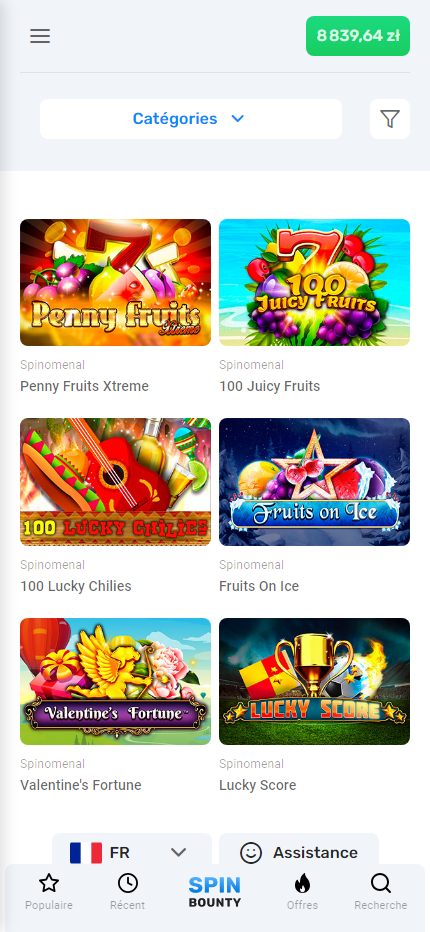 8 839,64 zł
Catégories
Penny Fruits
Xtreme
100
Juicy Fruits
Spinomenal
Spinomenal
Penny Fruits Xtreme
100 Juicy Fruits
100 LUCKY CHILIES
Fruits on Ice
Spinomenal
Spinomenal
100 Lucky Chilies
Fruits On Ice
Valentine's Fortune™
LUCKY SCORE
Spinomenal
Spinomenal
Valentine's Fortune
Lucky Score
FR
Assistance
Populaire
Récent
SPIN
BOUNTY
Offres
Recherche